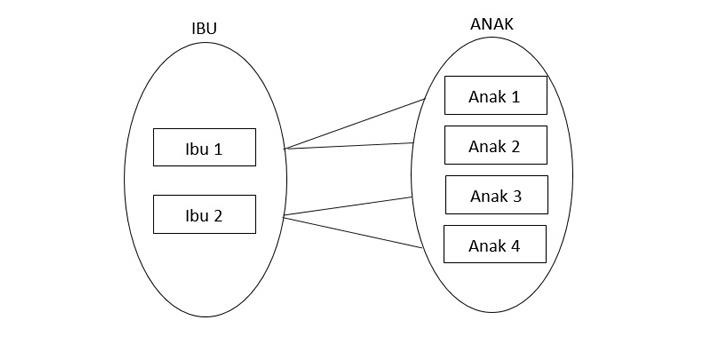 IBU
Ibu 1
Ibu 2
ANAK
Anak 1
Anak 2
Anak 3
Anak 4